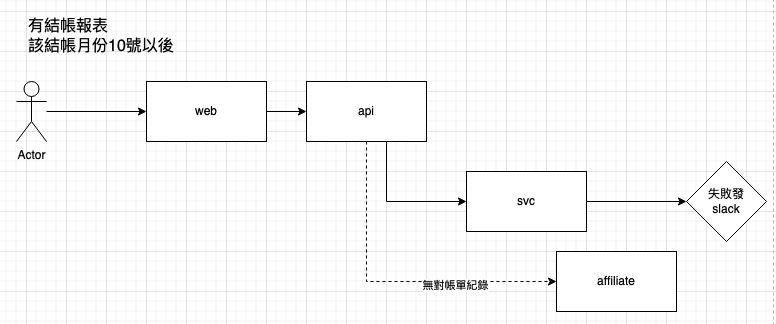 有結帳報表
該結帳月份10號以後
Actor
web
api
svc
失敗發
slack
無對帳單紀錄
affiliate